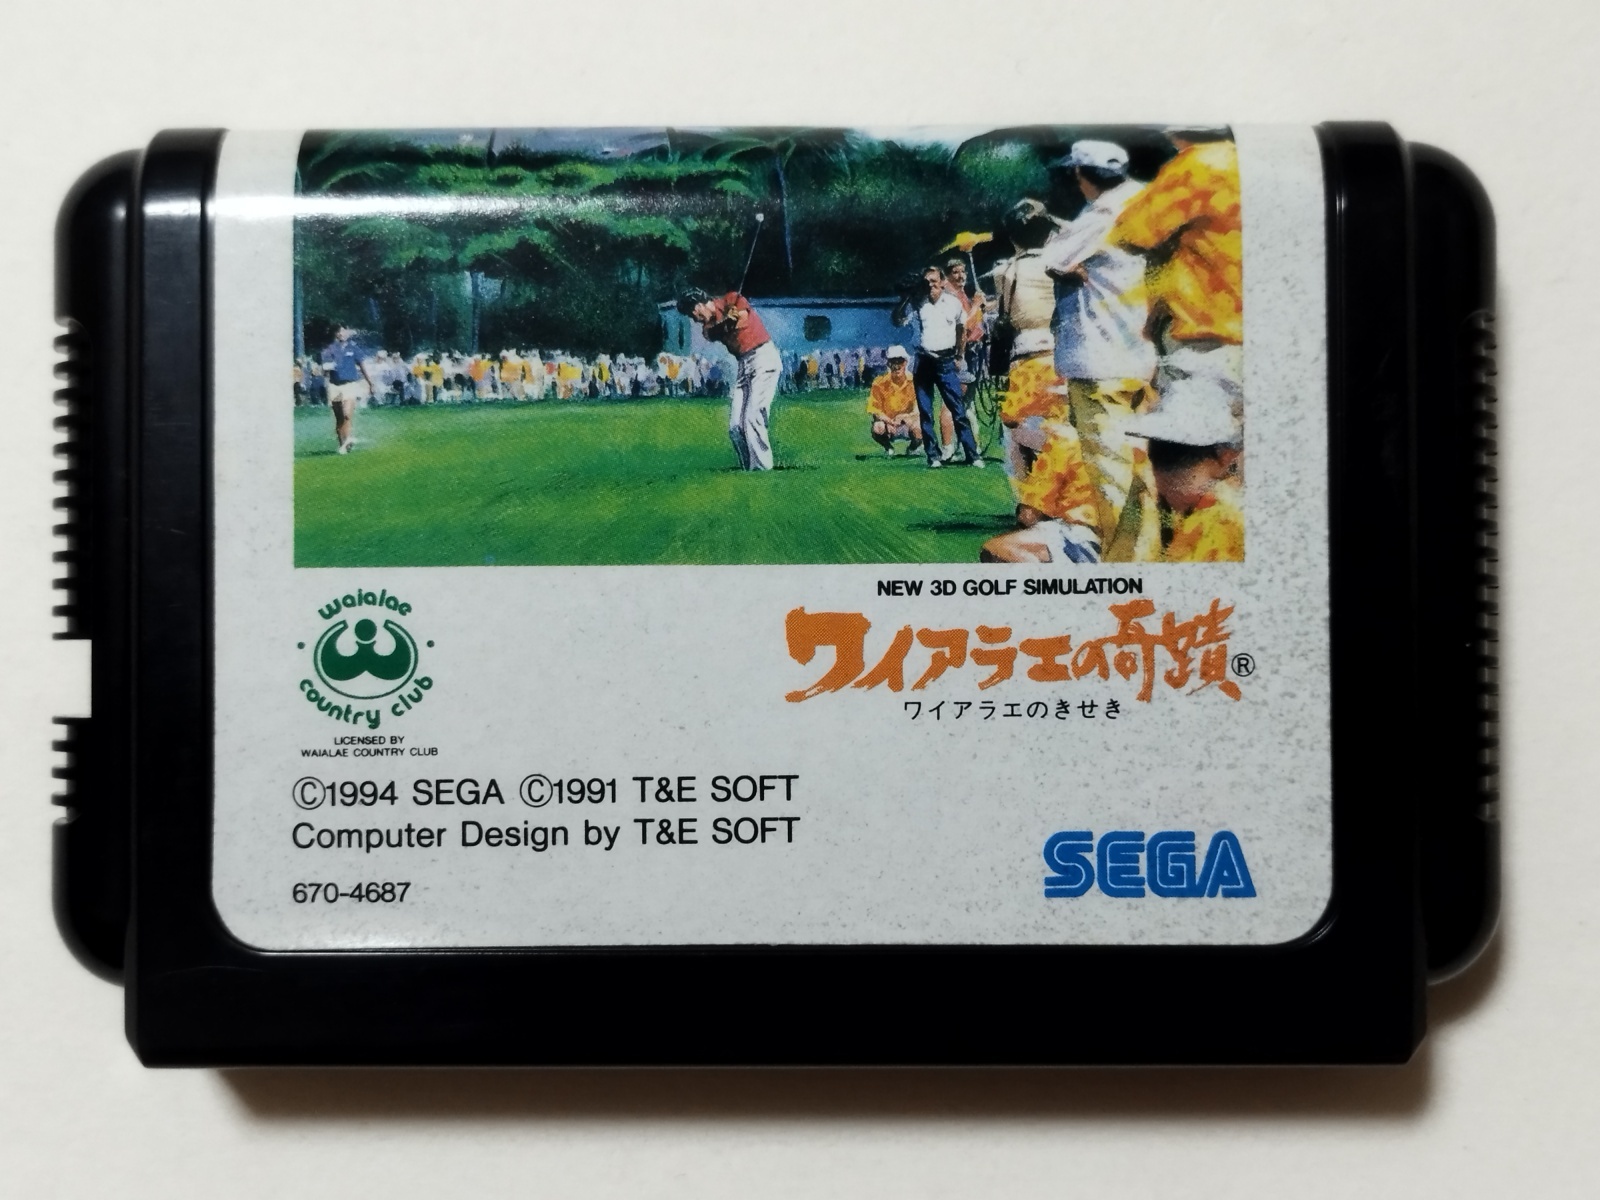 NEW 3D GOLF SIMULATION
ワイアラエの奇蹟®
ワイアラエのきせき
waialae
country club
LICENSED BY
WAIALAE COUNTRY CLUB
©1994 SEGA ©1991 T&E SOFT
Computer Design by T&E SOFT
670-4687
SEGA